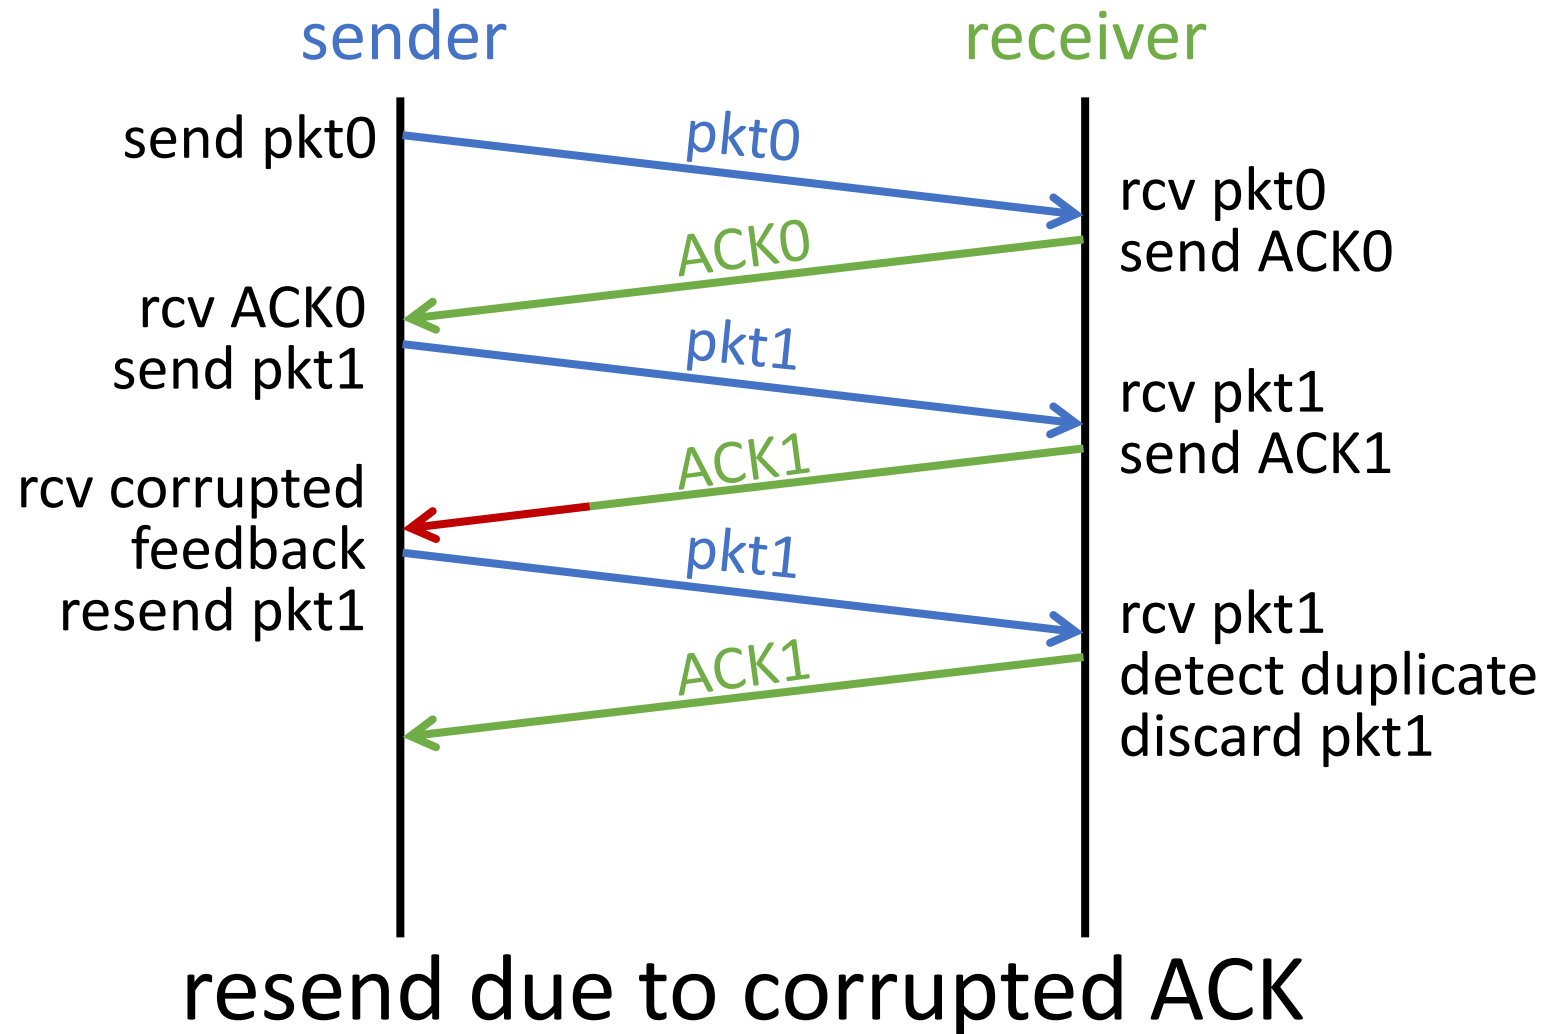 sender
receiver
send pkt0
pkt0
rcv pkt0
send ACK0
ACK0
rcv ACK0
send pkt1
pkt1
rcv pkt1
send ACK1
ACK1
rcv corrupted
feedback
resend pkt1
pkt1
rcv pkt1
detect duplicate
discard pkt1
ACK1
resend due to corrupted ACK